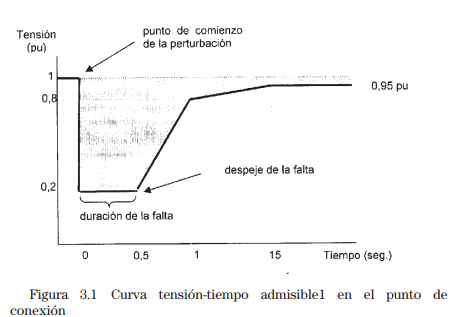 Tensión
(pu)
punto de comienzo
de la perturbación
1
0,8
0,95 pu
despeje de la falta
0,2
duración de la falta
0 0,5 1 15 Tiempo (seg.)
Figura 3.1 Curva tensión-tiempo admisible1 en el punto de
conexión